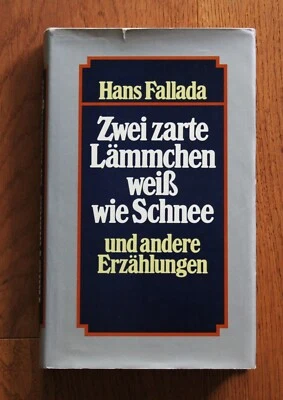 Hans Fallada
Zwei zarte
Lämmchen
weiß
wie Schnee
und andere
Erzählungen